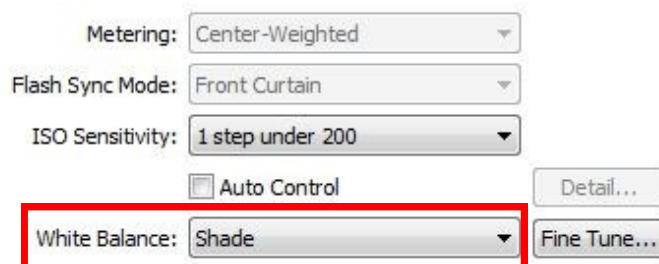 Metering: Center-Weighted
Flash Sync Mode: Front Curtain
ISO Sensitivity: 1 step under 200
Auto Control Detail...
White Balance: Shade Fine Tune...